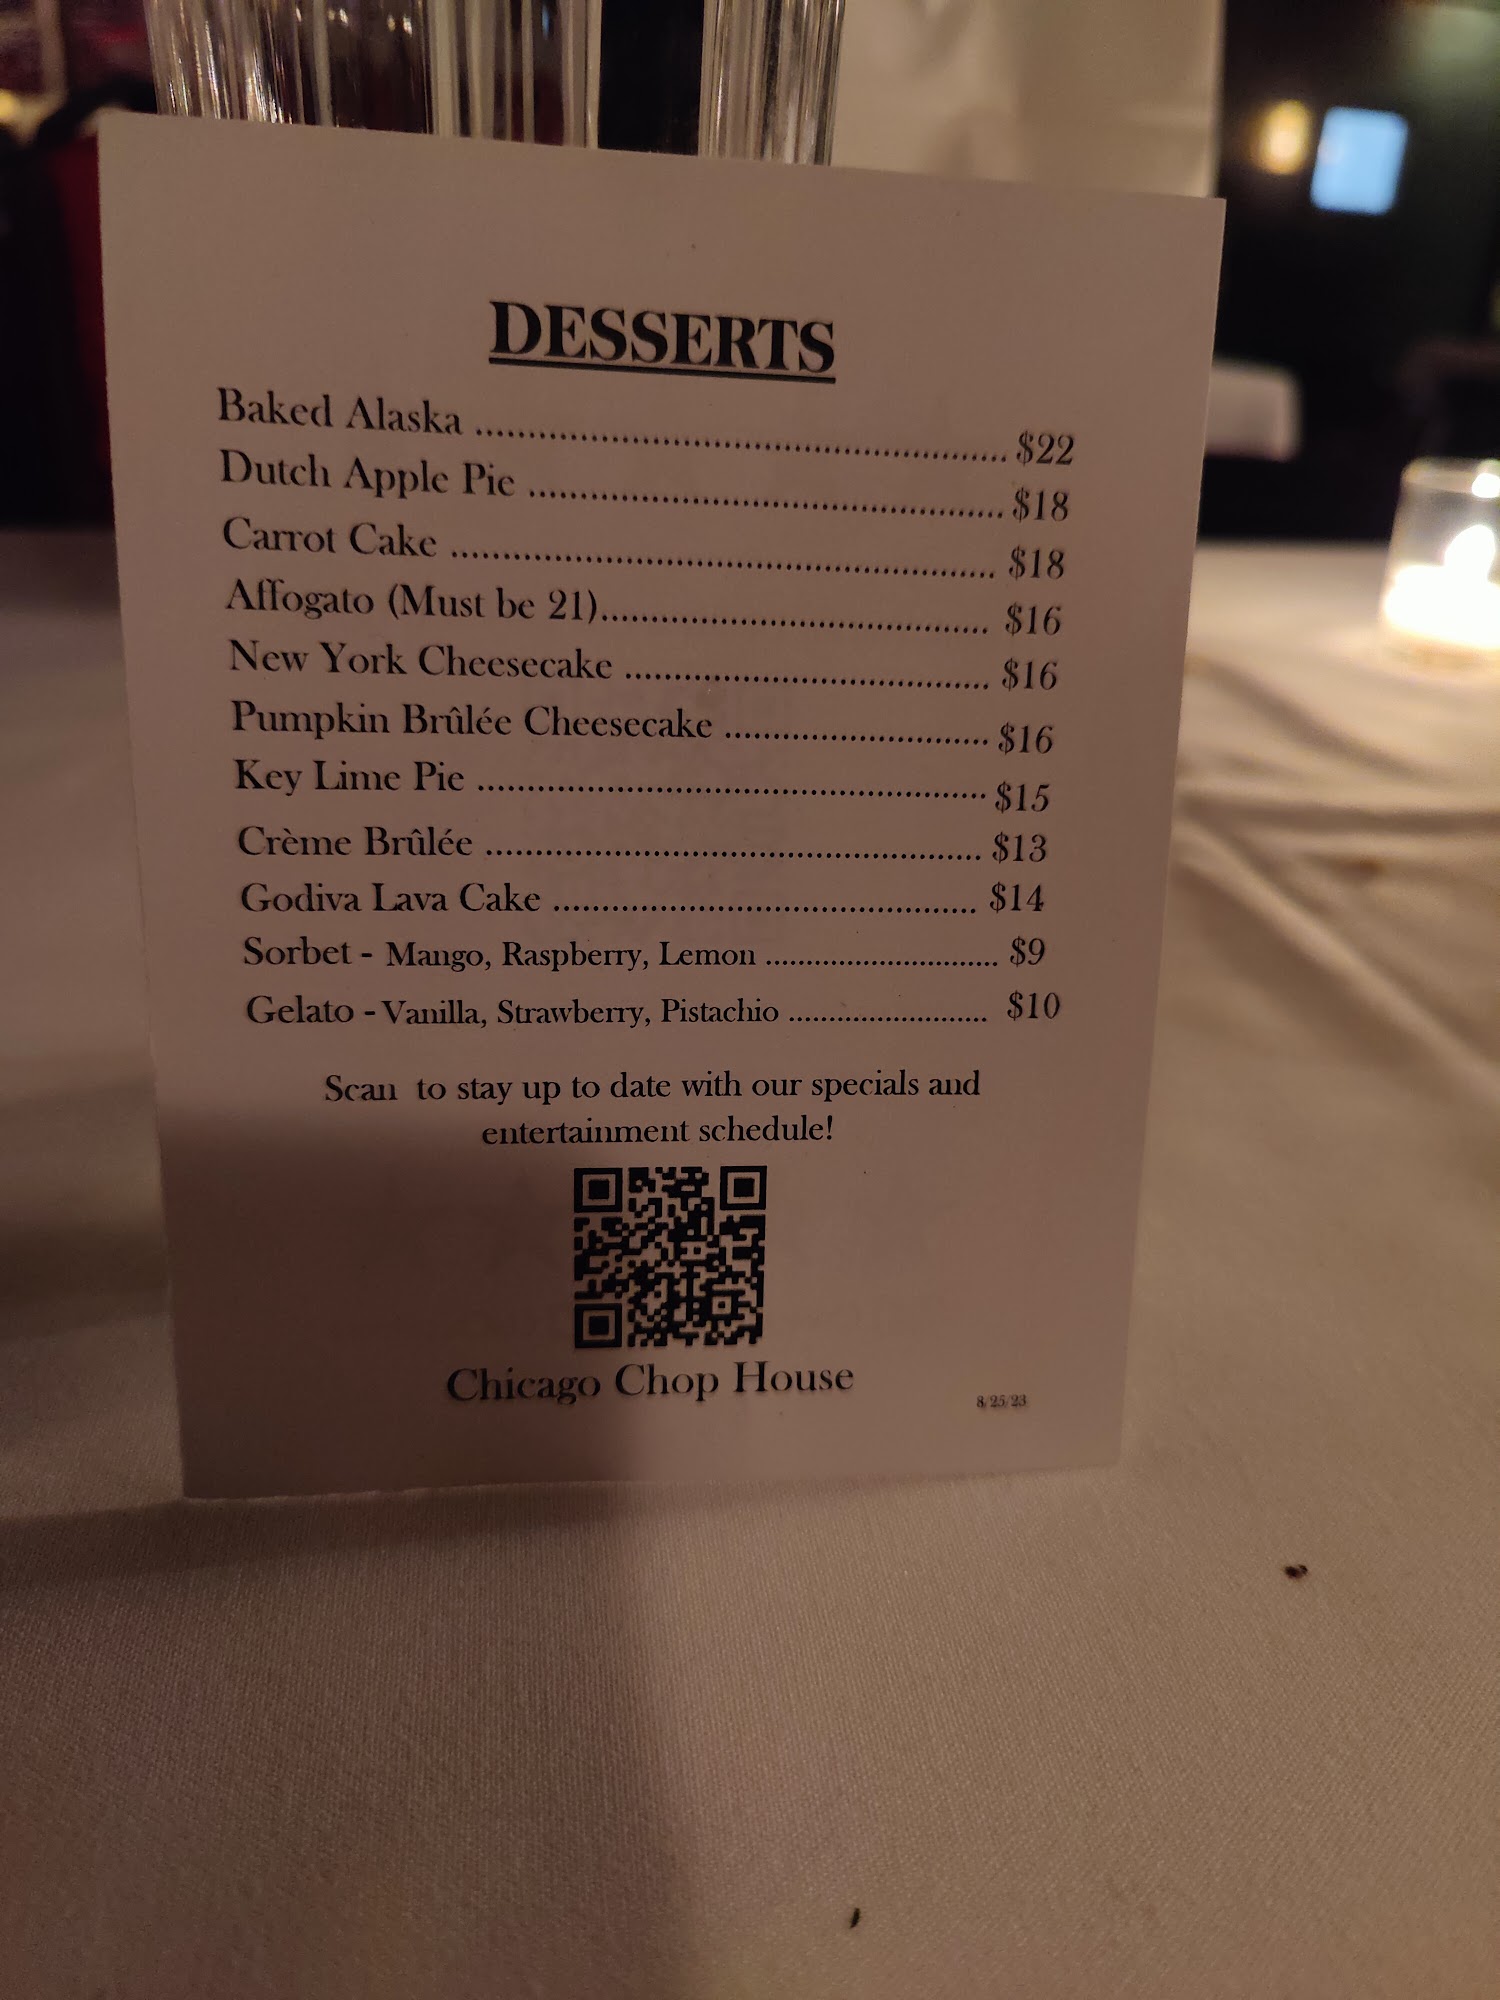 DESSERTS
Baked Alaska ........................................................ $22
Dutch Apple Pie .................................................. $18
Carrot Cake ......................................................... $18
Affogato (Must be 21)......................................... $16
New York Cheesecake ...................................... $16
Pumpkin Brûlée Cheesecake ............................ $16
Key Lime Pie ...................................................... $15
Crème Brûlée .................................................... $13
Godiva Lava Cake ............................................ $14
Sorbet - Mango, Raspberry, Lemon ............................ $9
Gelato - Vanilla, Strawberry, Pistachio ........................ $10
Scan to stay up to date with our specials and
entertainment schedule!
Chicago Chop House
8/25/23